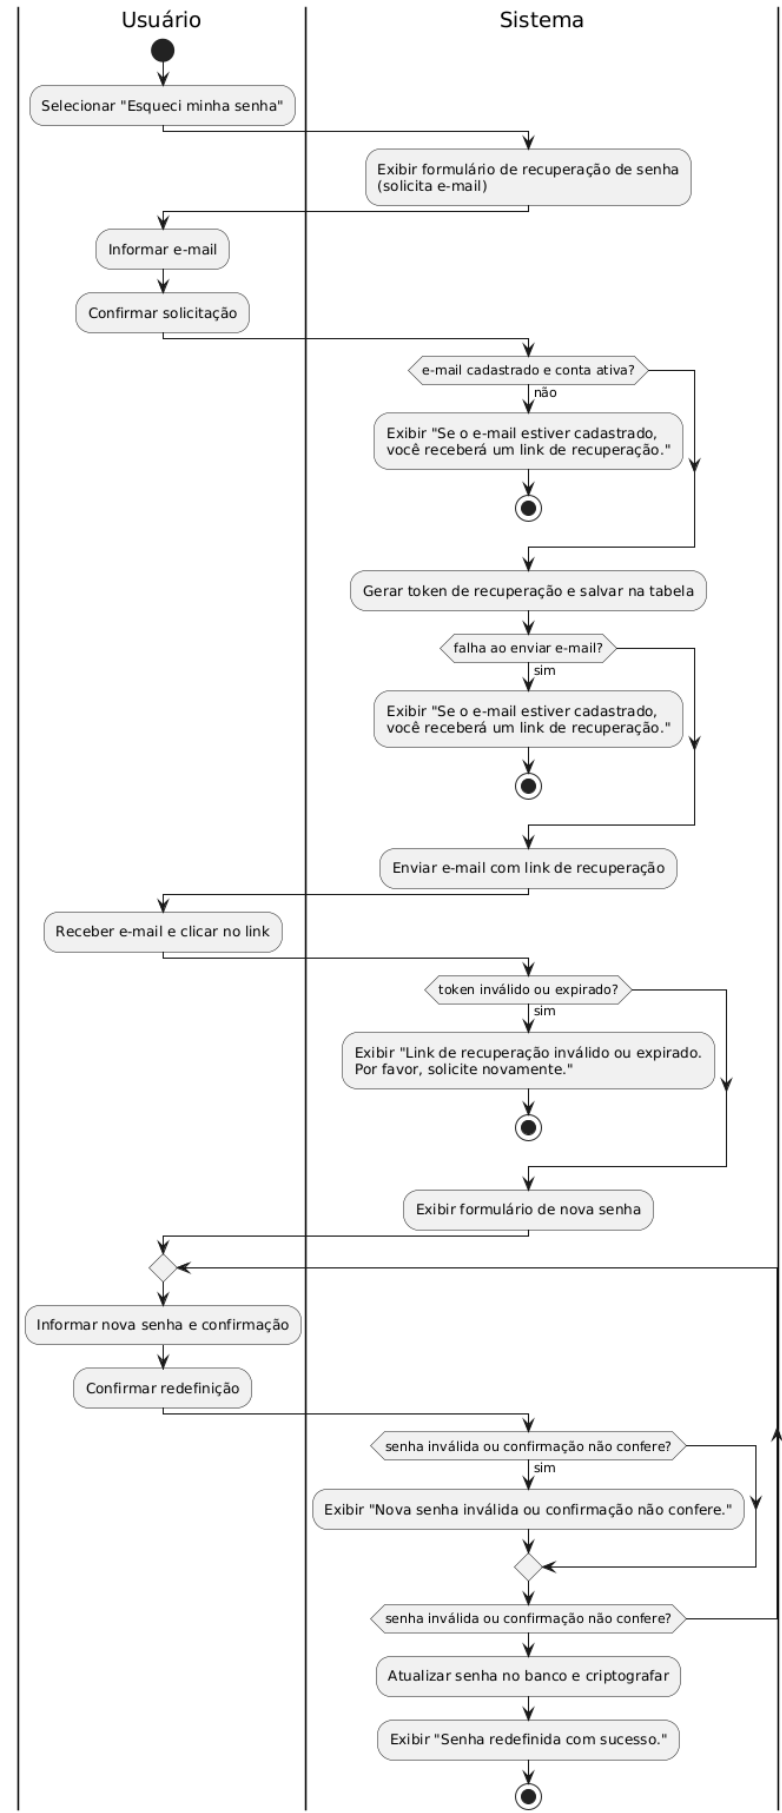 Usuário
Sistema
Selecionar "Esqueci minha senha"
Exibir formulário de recuperação de senha
(solicita e-mail)
Informar e-mail
Confirmar solicitação
e-mail cadastrado e conta ativa?
não
Exibir "Se o e-mail estiver cadastrado,
você receberá um link de recuperação."
Gerar token de recuperação e salvar na tabela
falha ao enviar e-mail?
sim
Exibir "Se o e-mail estiver cadastrado,
você receberá um link de recuperação."
Enviar e-mail com link de recuperação
Receber e-mail e clicar no link
token inválido ou expirado?
sim
Exibir "Link de recuperação inválido ou expirado.
Por favor, solicite novamente."
Exibir formulário de nova senha
Informar nova senha e confirmação
Confirmar redefinição
senha inválida ou confirmação não confere?
sim
Exibir "Nova senha inválida ou confirmação não confere."
senha inválida ou confirmação não confere?
Atualizar senha no banco e criptografar
Exibir "Senha redefinida com sucesso."